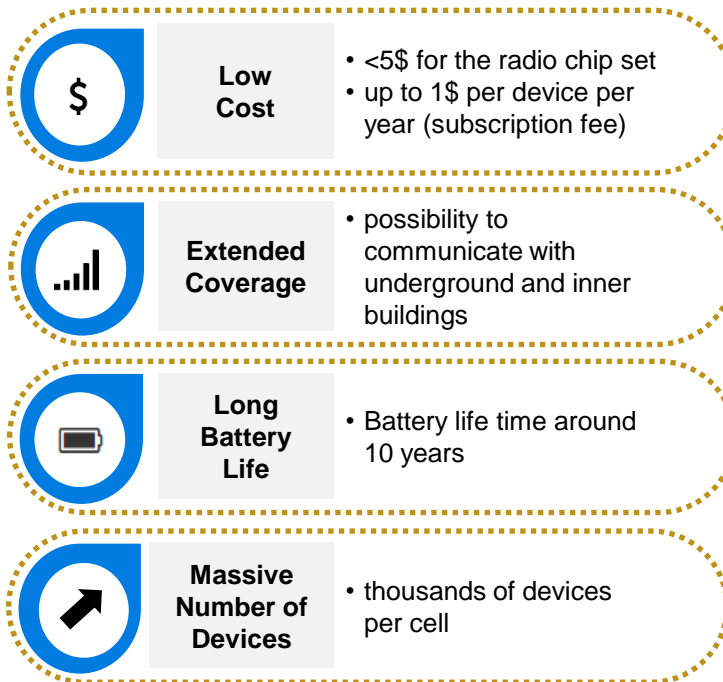 $
Low
Cost
• <5$ for the radio chip set
• up to 1$ per device per
year (subscription fee)
Extended
Coverage
• possibility to
communicate with
underground and inner
buildings
Long
Battery
Life
• Battery life time around
10 years
Massive
Number of
Devices
• thousands of devices
per cell